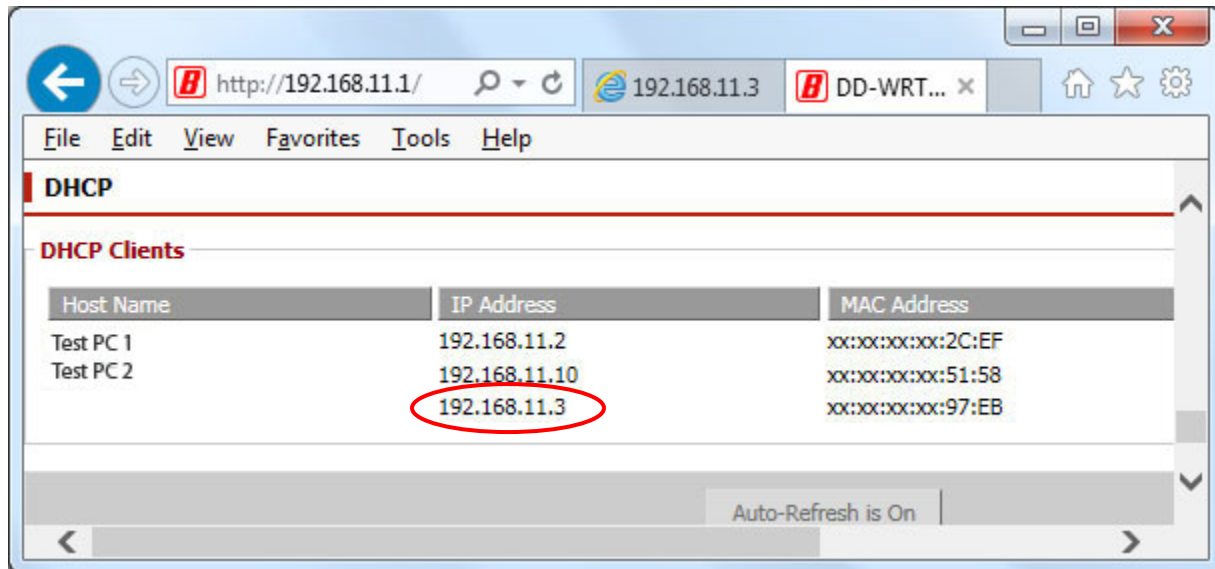 http://192.168.11.1/ 192.168.11.3 DD-WRT...
File Edit View Favorites Tools Help
DHCP
DHCP Clients
Host Name IP Address MAC Address
Test PC 1 192.168.11.2 xx:xx:xx:xx:2C:EF
Test PC 2 192.168.11.10 xx:xx:xx:xx:51:58
192.168.11.3 xx:xx:xx:xx:97:EB
Auto-Refresh is On